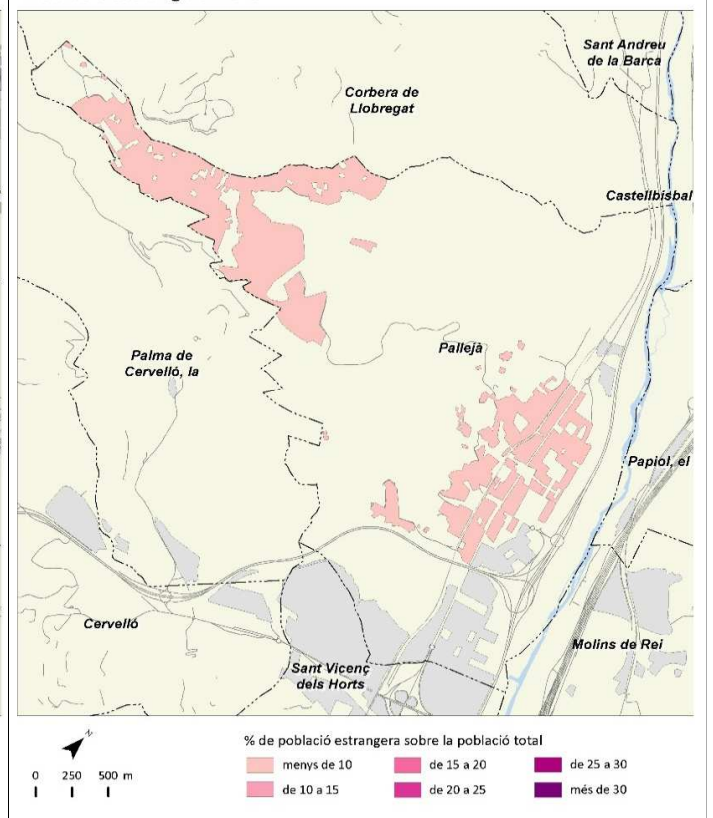 Sant Andreu
de la Barca
Corbera de
Llobregat
Castellbisbal
Pallejà
Palma de
Cervelló, la
Papiol, el
Cervelló
Molins de Rei
Sant Vicenç
dels Horts
N
0 250 500 m
% de població estrangera sobre la població total
menys de 10
de 15 a 20
de 25 a 30
de 10 a 15
de 20 a 25
més de 30